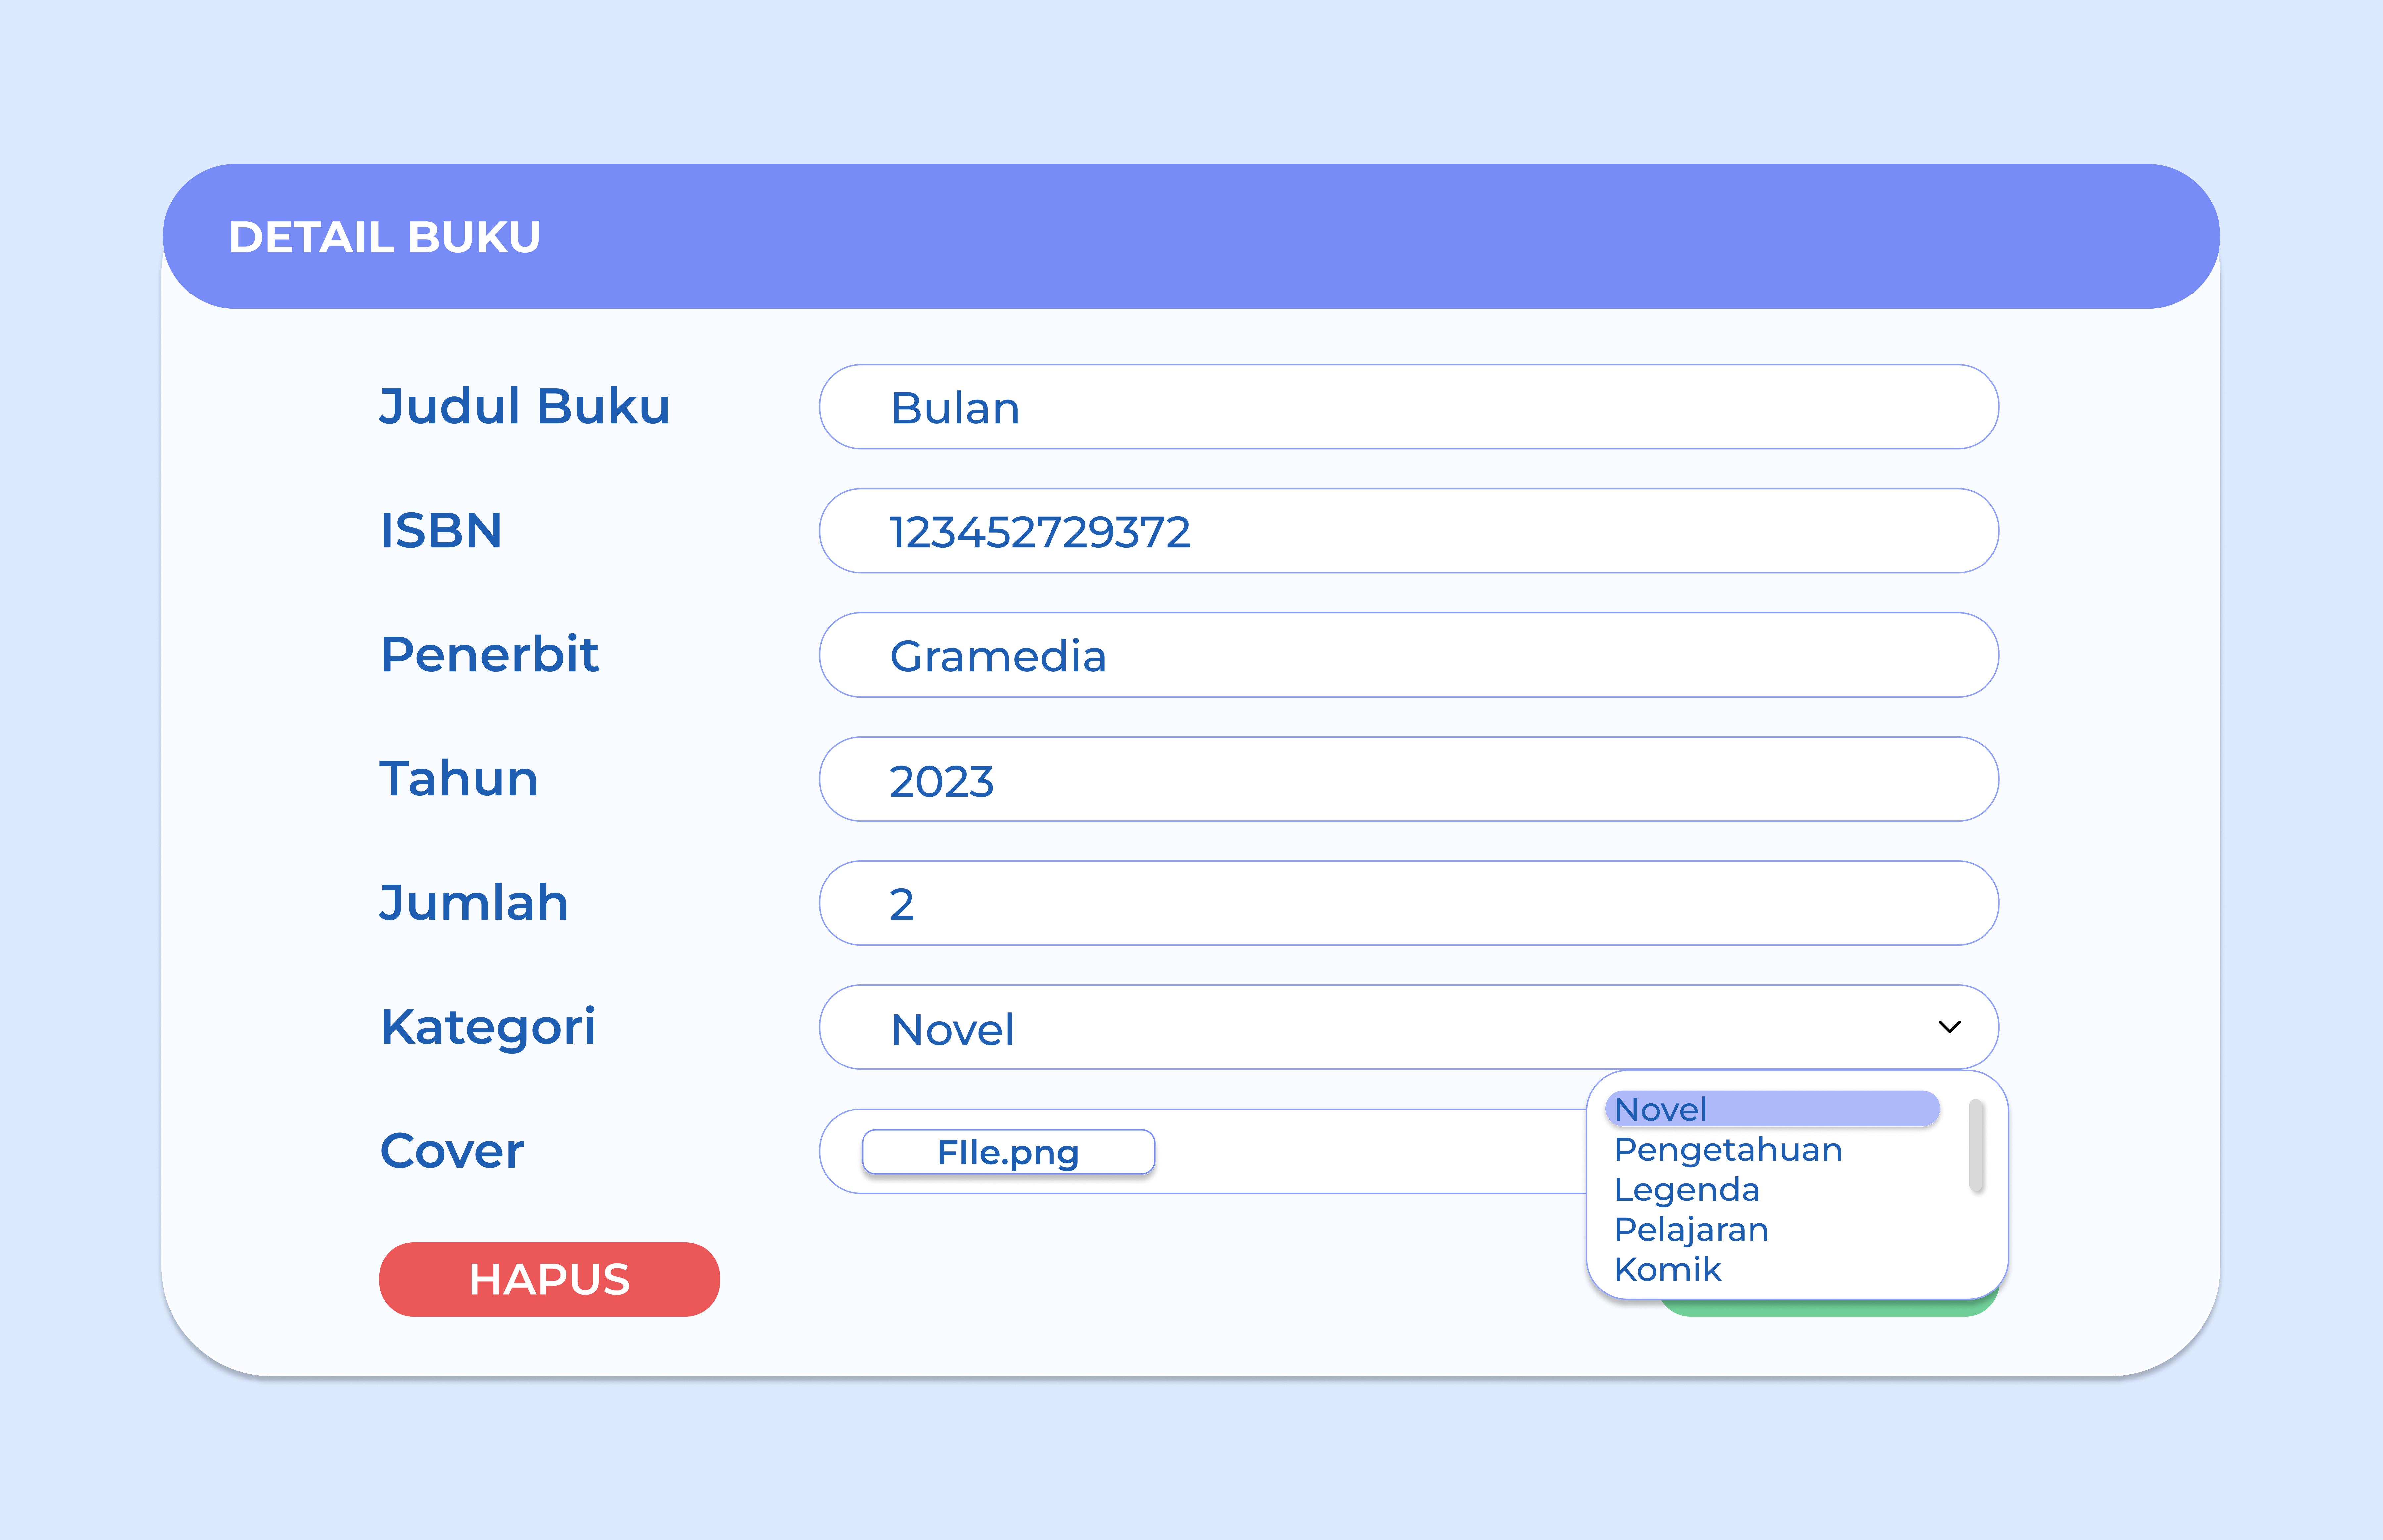 DETAIL BUKU
Judul Buku
Bulan
ISBN
123452729372
Penerbit
Gramedia
Tahun
2023
Jumlah
2
Kategori
Novel
Novel
Pengetahuan
Legenda
Pelajaran
Komik
Cover
FIle.png
HAPUS